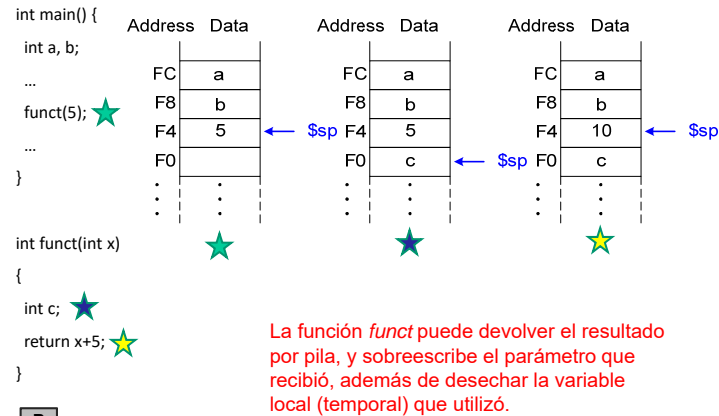 int main() {
int a, b;
...
funct(5);
...
}
int funct(int x)
{
int c;
return x+5;
}
Address Data
FC a
F8 b
F4 5 $sp
F0
Address Data
FC a
F8 b
F4 5
F0 c $sp
Address Data
FC a
F8 b
F4 10 $sp
F0 c
La función funct puede devolver el resultado
por pila, y sobreescribe el parámetro que
recibió, además de desechar la variable
local (temporal) que utilizó.